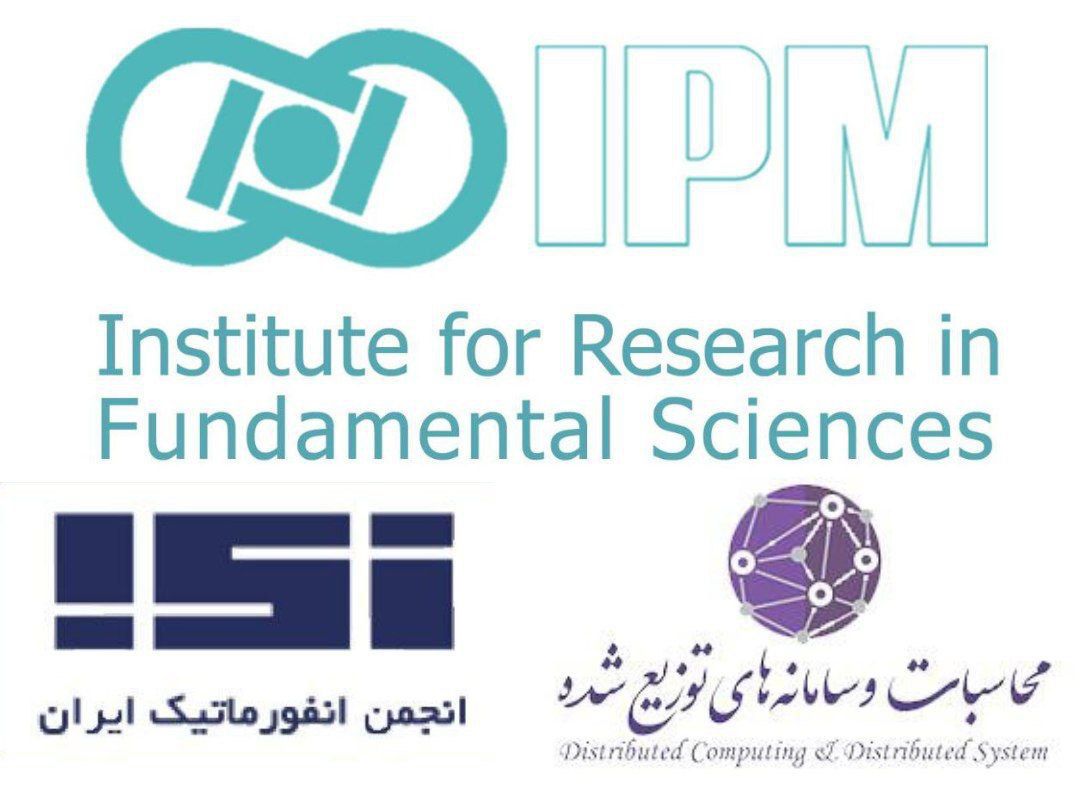 IPM
Institute for Research in
Fundamental Sciences
isi
انجمن انفورماتیک ایران
محاسبات و سامانه های توزیع شده
Distributed Computing & Distributed System